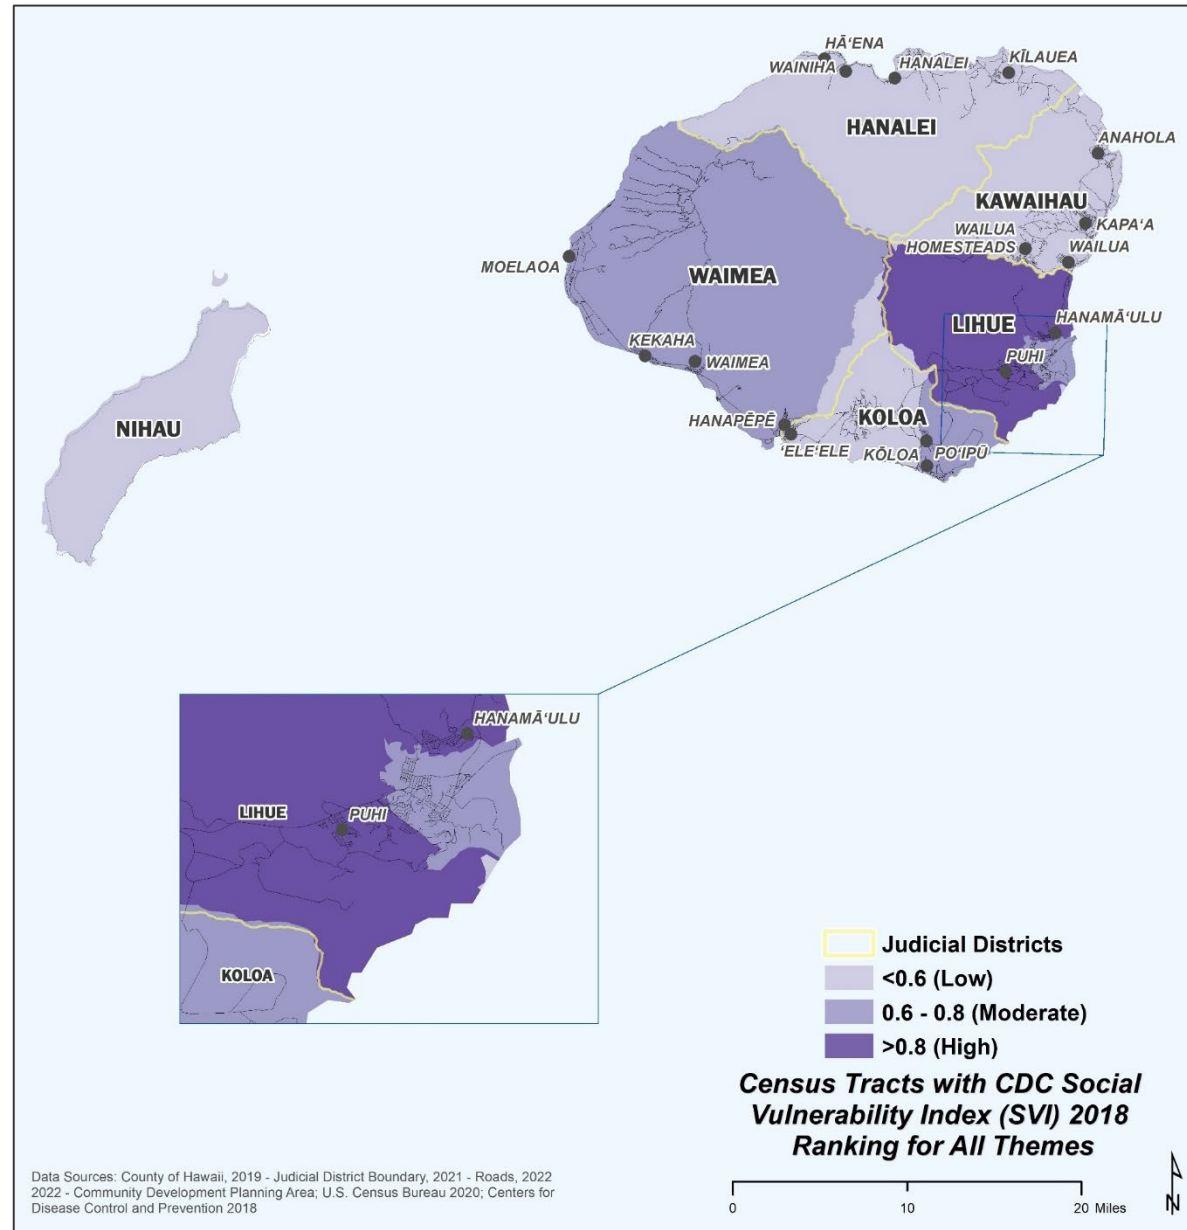 HĀ‘ENA
WAINIHA
HANALEI
KĪLAUEA
HANALEI
ANAHOLA
KAWAIHAU
KAPA‘A
WAILUA
HOMESTEADS
WAILUA
MOELAOA
WAIMEA
LIHUE
HANAMĀ‘ULU
KEKAHA
WAIMEA
PUHI
HANAPĒPĒ
KOLOA
‘ELE‘ELE
KŌLOA
PO‘IPŪ
NIHAU
HANAMĀ‘ULU
LIHUE
PUHI
KOLOA
Judicial Districts
<0.6 (Low)
0.6 - 0.8 (Moderate)
>0.8 (High)
Census Tracts with CDC Social
Vulnerability Index (SVI) 2018
Ranking for All Themes
Data Sources: County of Hawaii, 2019 - Judicial District Boundary, 2021 - Roads, 2022
2022 - Community Development Planning Area; U.S. Census Bureau 2020; Centers for
Disease Control and Prevention 2018
0 10 20 Miles
N